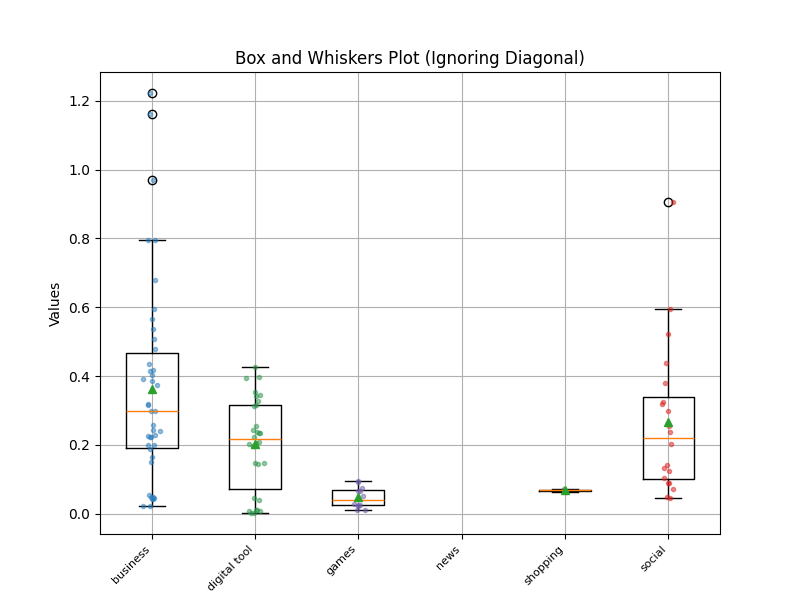 Box and Whiskers Plot (Ignoring Diagonal)
Values
1.2
1.0
0.8
0.6
0.4
0.2
0.0
business
digital tool
games
news
shopping
social